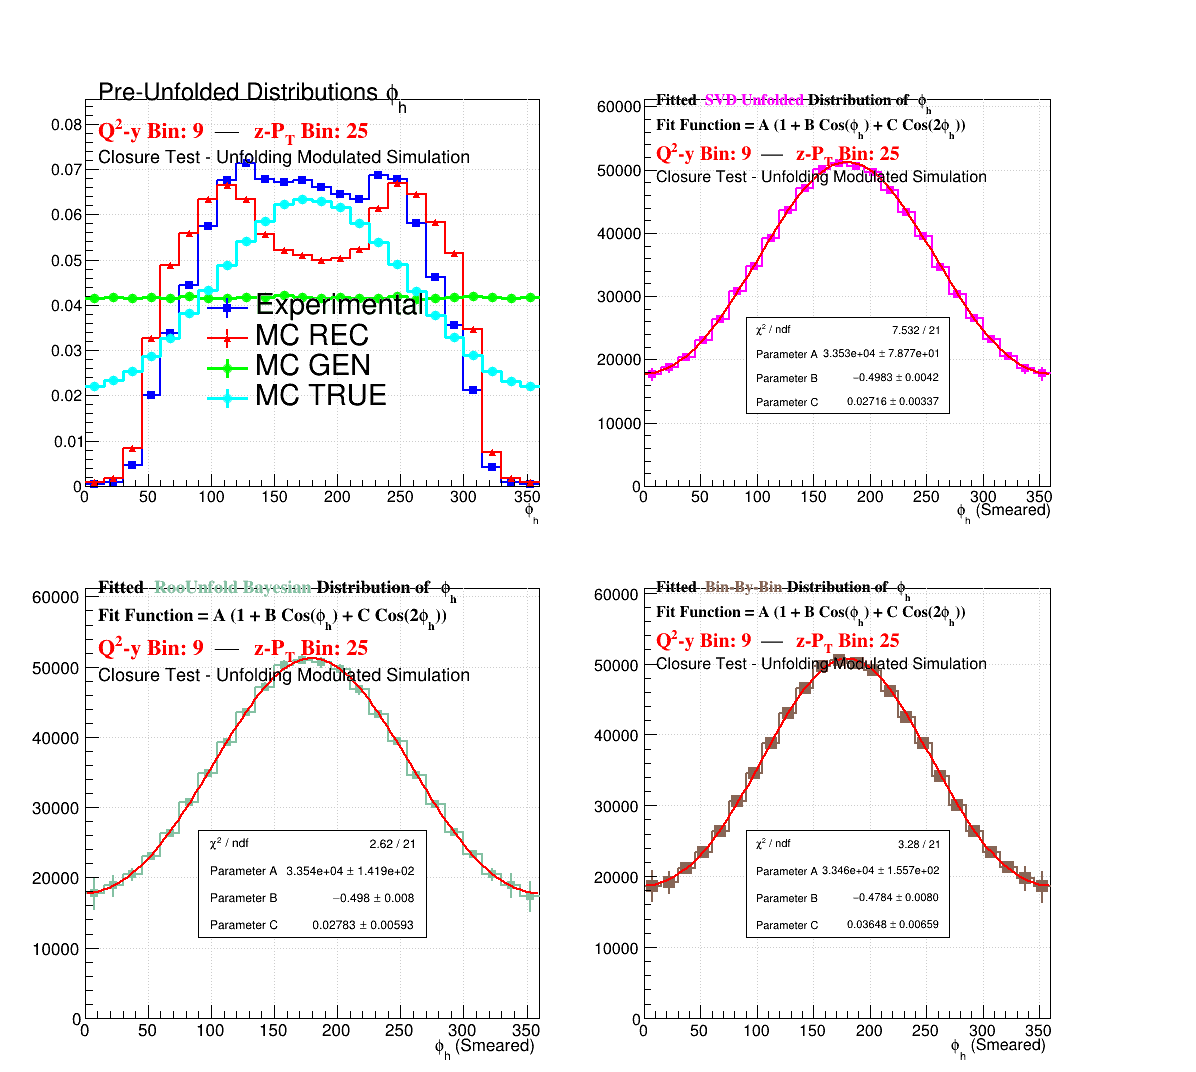 Pre-Unfolded Distributions ϕh
Q²-y Bin: 9 — z-PT Bin: 25
Closure Test - Unfolding Modulated Simulation
0.08
0.07
0.06
0.05
0.04
0.03
0.02
0.01
0
Experimental
MC REC
MC GEN
MC TRUE
0 50 100 150 200 250 300 350
ϕh
Fitted SVD Unfolded Distribution of ϕh
Fit Function = A (1 + B Cos(ϕh) + C Cos(2ϕh))
Q²-y Bin: 9 — z-PT Bin: 25
Closure Test - Unfolding Modulated Simulation
60000
50000
40000
30000
20000
10000
0
χ² / ndf 7.532 / 21
Parameter A 3.353e+04 ± 7.877e+01
Parameter B −0.4983 ± 0.0042
Parameter C 0.02716 ± 0.00337
0 50 100 150 200 250 300 350
ϕh (Smeared)
Fitted RooUnfold Bayesian Distribution of ϕh
Fit Function = A (1 + B Cos(ϕh) + C Cos(2ϕh))
Q²-y Bin: 9 — z-PT Bin: 25
Closure Test - Unfolding Modulated Simulation
60000
50000
40000
30000
20000
10000
0
χ² / ndf 2.62 / 21
Parameter A 3.354e+04 ± 1.419e+02
Parameter B −0.498 ± 0.008
Parameter C 0.02783 ± 0.00593
0 50 100 150 200 250 300 350
ϕh (Smeared)
Fitted Bin-By-Bin Distribution of ϕh
Fit Function = A (1 + B Cos(ϕh) + C Cos(2ϕh))
Q²-y Bin: 9 — z-PT Bin: 25
Closure Test - Unfolding Modulated Simulation
60000
50000
40000
30000
20000
10000
0
χ² / ndf 3.28 / 21
Parameter A 3.346e+04 ± 1.557e+02
Parameter B −0.4784 ± 0.0080
Parameter C 0.03648 ± 0.00659
0 50 100 150 200 250 300 350
ϕh (Smeared)